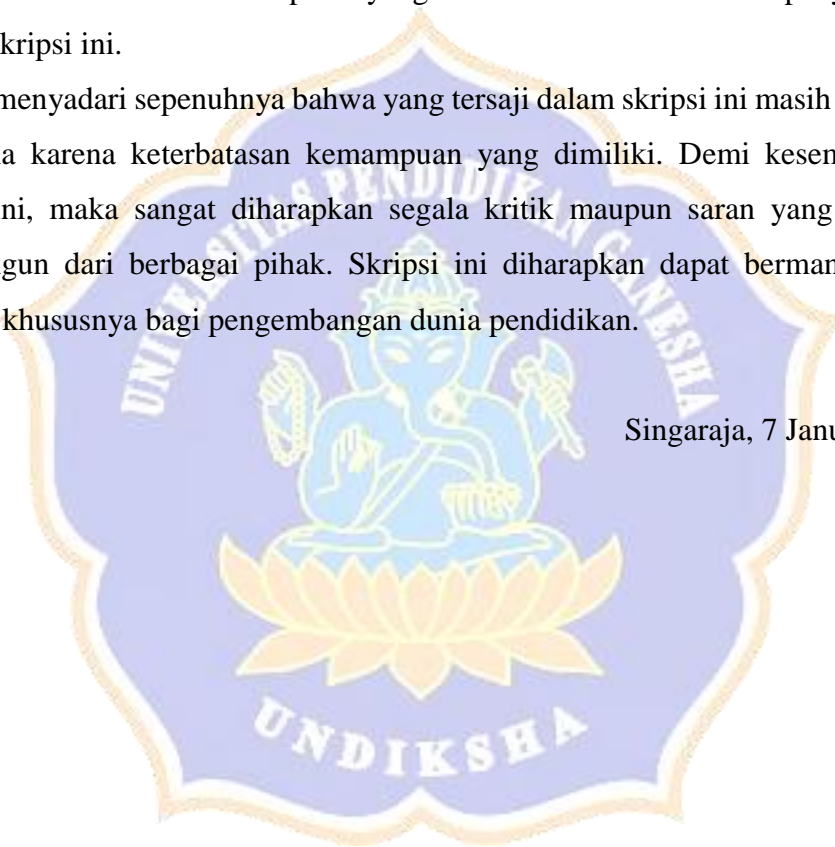 kripsi ini.
menyadari sepenuhnya bahwa yang tersaji dalam skripsi ini masih
a karena keterbatasan kemampuan yang dimiliki. Demi kesen
ni, maka sangat diharapkan segala kritik maupun saran yang
gun dari berbagai pihak. Skripsi ini diharapkan dapat berman
khususnya bagi pengembangan dunia pendidikan.
Singaraja, 7 Janu
UNIVERSITAS PENDIDIKAN GANESHA
UNDIKSHA